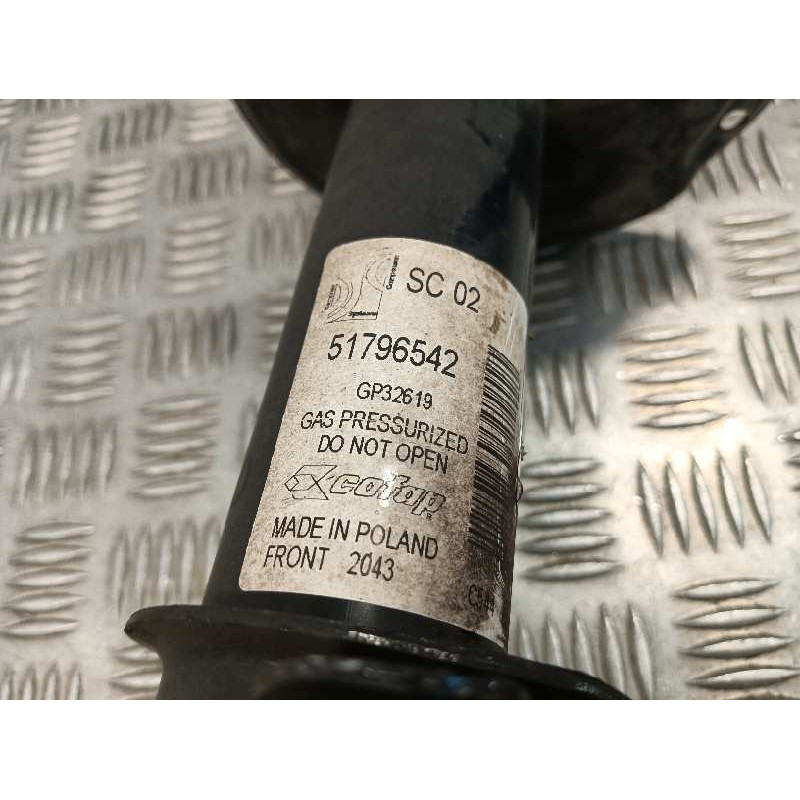 SC 02
51796542
GP32619
GAS PRESSURIZED
DO NOT OPEN
cofap
MADE IN POLAND
FRONT 2043